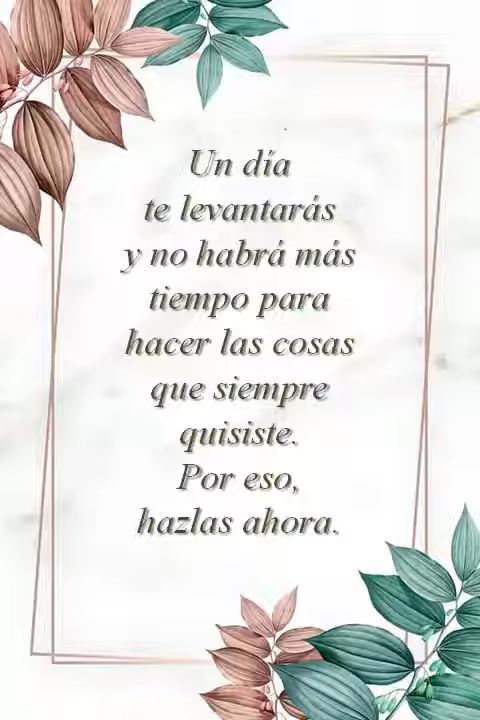 Un día
te levantarás
y no habrá más
tiempo para
hacer las cosas
que siempre
quisiste.
Por eso,
hazlas ahora.